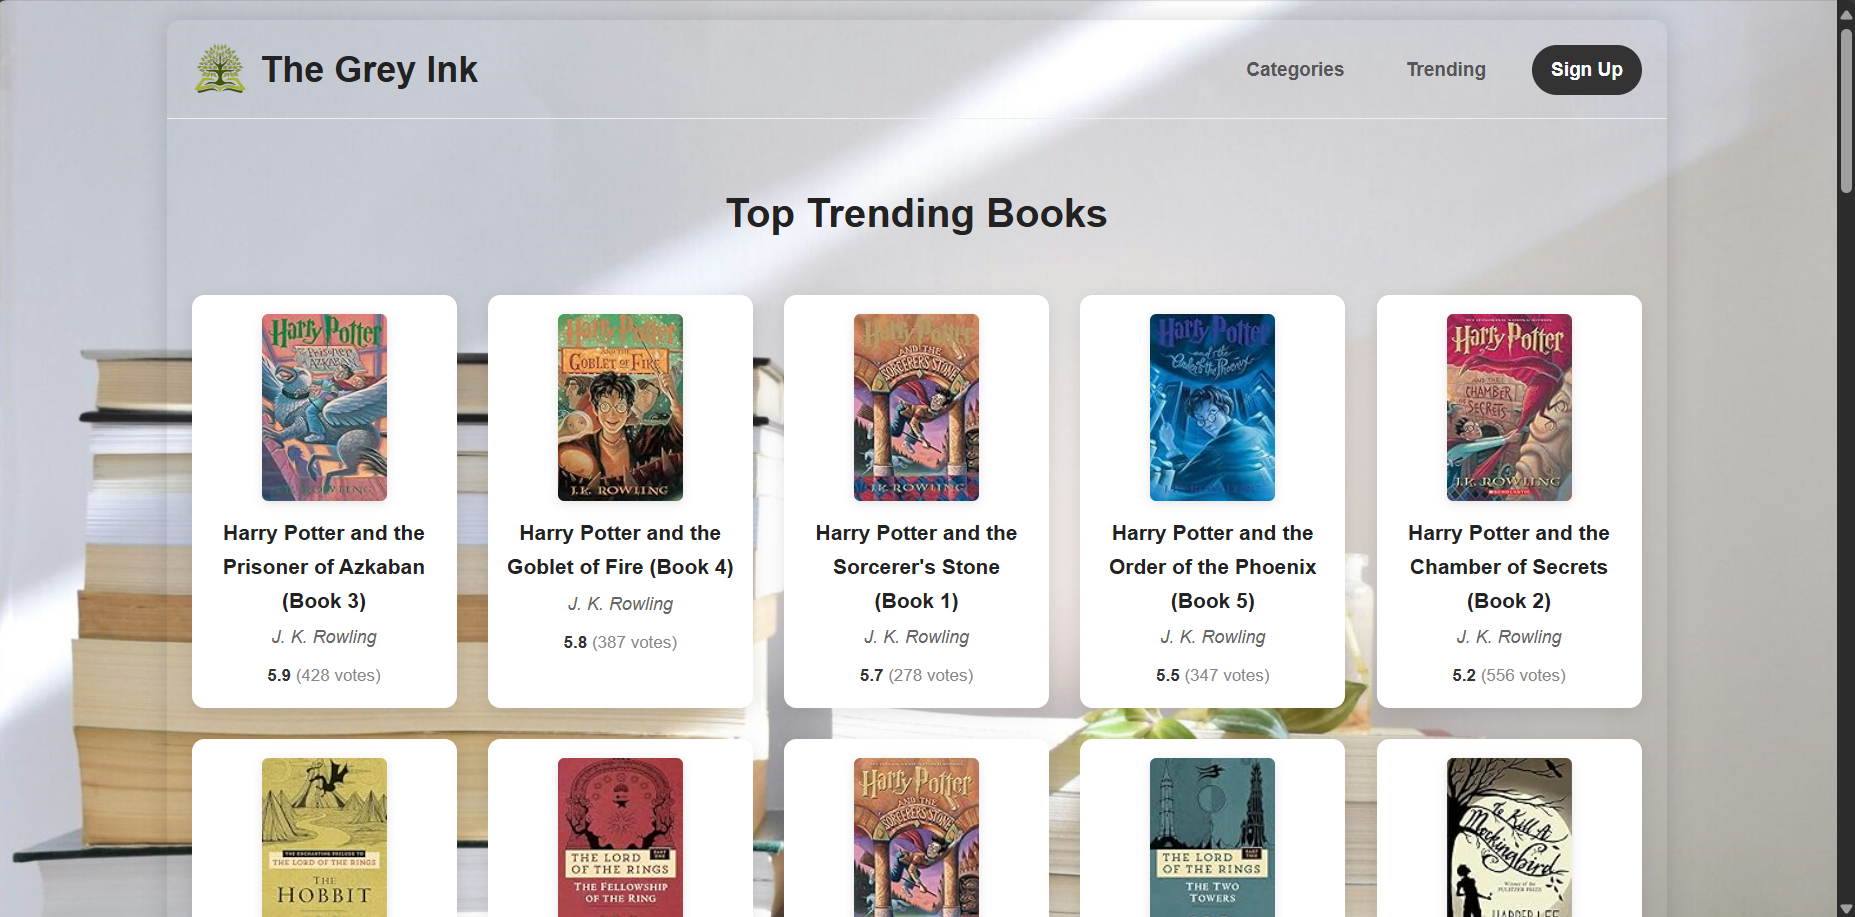 The Grey Ink
Categories
Trending
Sign Up
Top Trending Books
Harry Potter
and the
Prisoner
of AZKABAN
J.K. ROWLING
Harry Potter and the
Prisoner of Azkaban
(Book 3)
J. K. Rowling
5.9 (428 votes)
Harry Potter
AND THE
GOBLET OF FIRE
J.K. ROWLING
Harry Potter and the
Goblet of Fire (Book 4)
J. K. Rowling
5.8 (387 votes)
Harry Potter
AND THE
SORCERER'S STONE
J.K. ROWLING
Harry Potter and the
Sorcerer's Stone
(Book 1)
J. K. Rowling
5.7 (278 votes)
Harry Potter
and the
Order of the Phoenix
Harry Potter and the
Order of the Phoenix
(Book 5)
J. K. Rowling
5.5 (347 votes)
Harry Potter
AND THE
CHAMBER
OF SECRETS
J.K. ROWLING
SCHOLASTIC
Harry Potter and the
Chamber of Secrets
(Book 2)
J. K. Rowling
5.2 (556 votes)
THE ENCHANTING PRELUDE TO
THE LORD OF THE RINGS
THE
HOBBIT
PART
ONE
THE LORD
OF THE RINGS
THE FELLOWSHIP
OF THE RING
Harry Potter
AND THE
SORCERER'S STONE
PART
TWO
THE LORD
OF THE RINGS
THE TWO
TOWERS
To Kill A
Mockingbird
Winner of the
PULITZER PRIZE
HARPER LEE